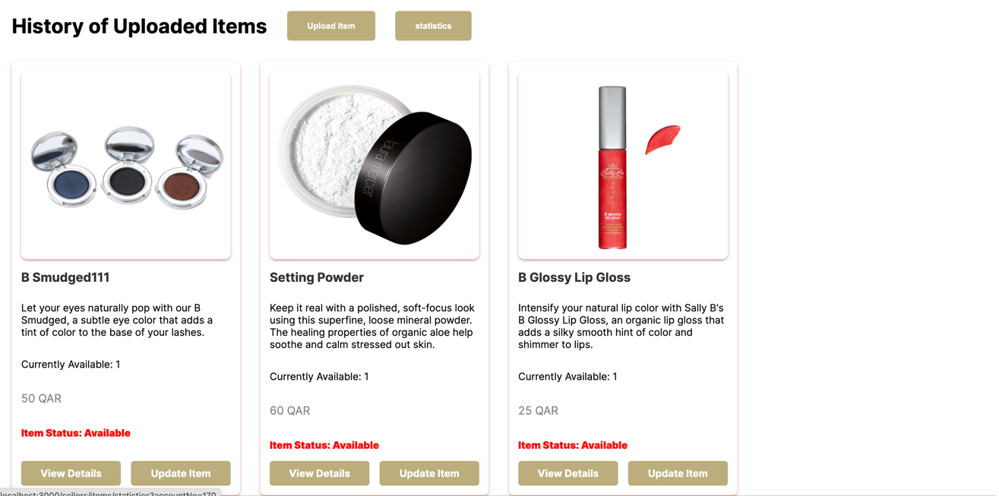 History of Uploaded Items
Upload Item
statistics
laura mercier
Sally B's
b glossy
lip gloss
B Smudged111
Let your eyes naturally pop with our B
Smudged, a subtle eye color that adds a
tint of color to the base of your lashes.
Currently Available: 1
50 QAR
Item Status: Available
View Details
Update Item
Setting Powder
Keep it real with a polished, soft-focus look
using this superfine, loose mineral powder.
The healing properties of organic aloe help
soothe and calm stressed out skin.
Currently Available: 1
60 QAR
Item Status: Available
View Details
Update Item
B Glossy Lip Gloss
Intensify your natural lip color with Sally B's
B Glossy Lip Gloss, an organic lip gloss that
adds a silky smooth hint of color and
shimmer to lips.
Currently Available: 1
25 QAR
Item Status: Available
View Details
Update Item
localhost:3000/sellers/items/statistics?accountNo=170